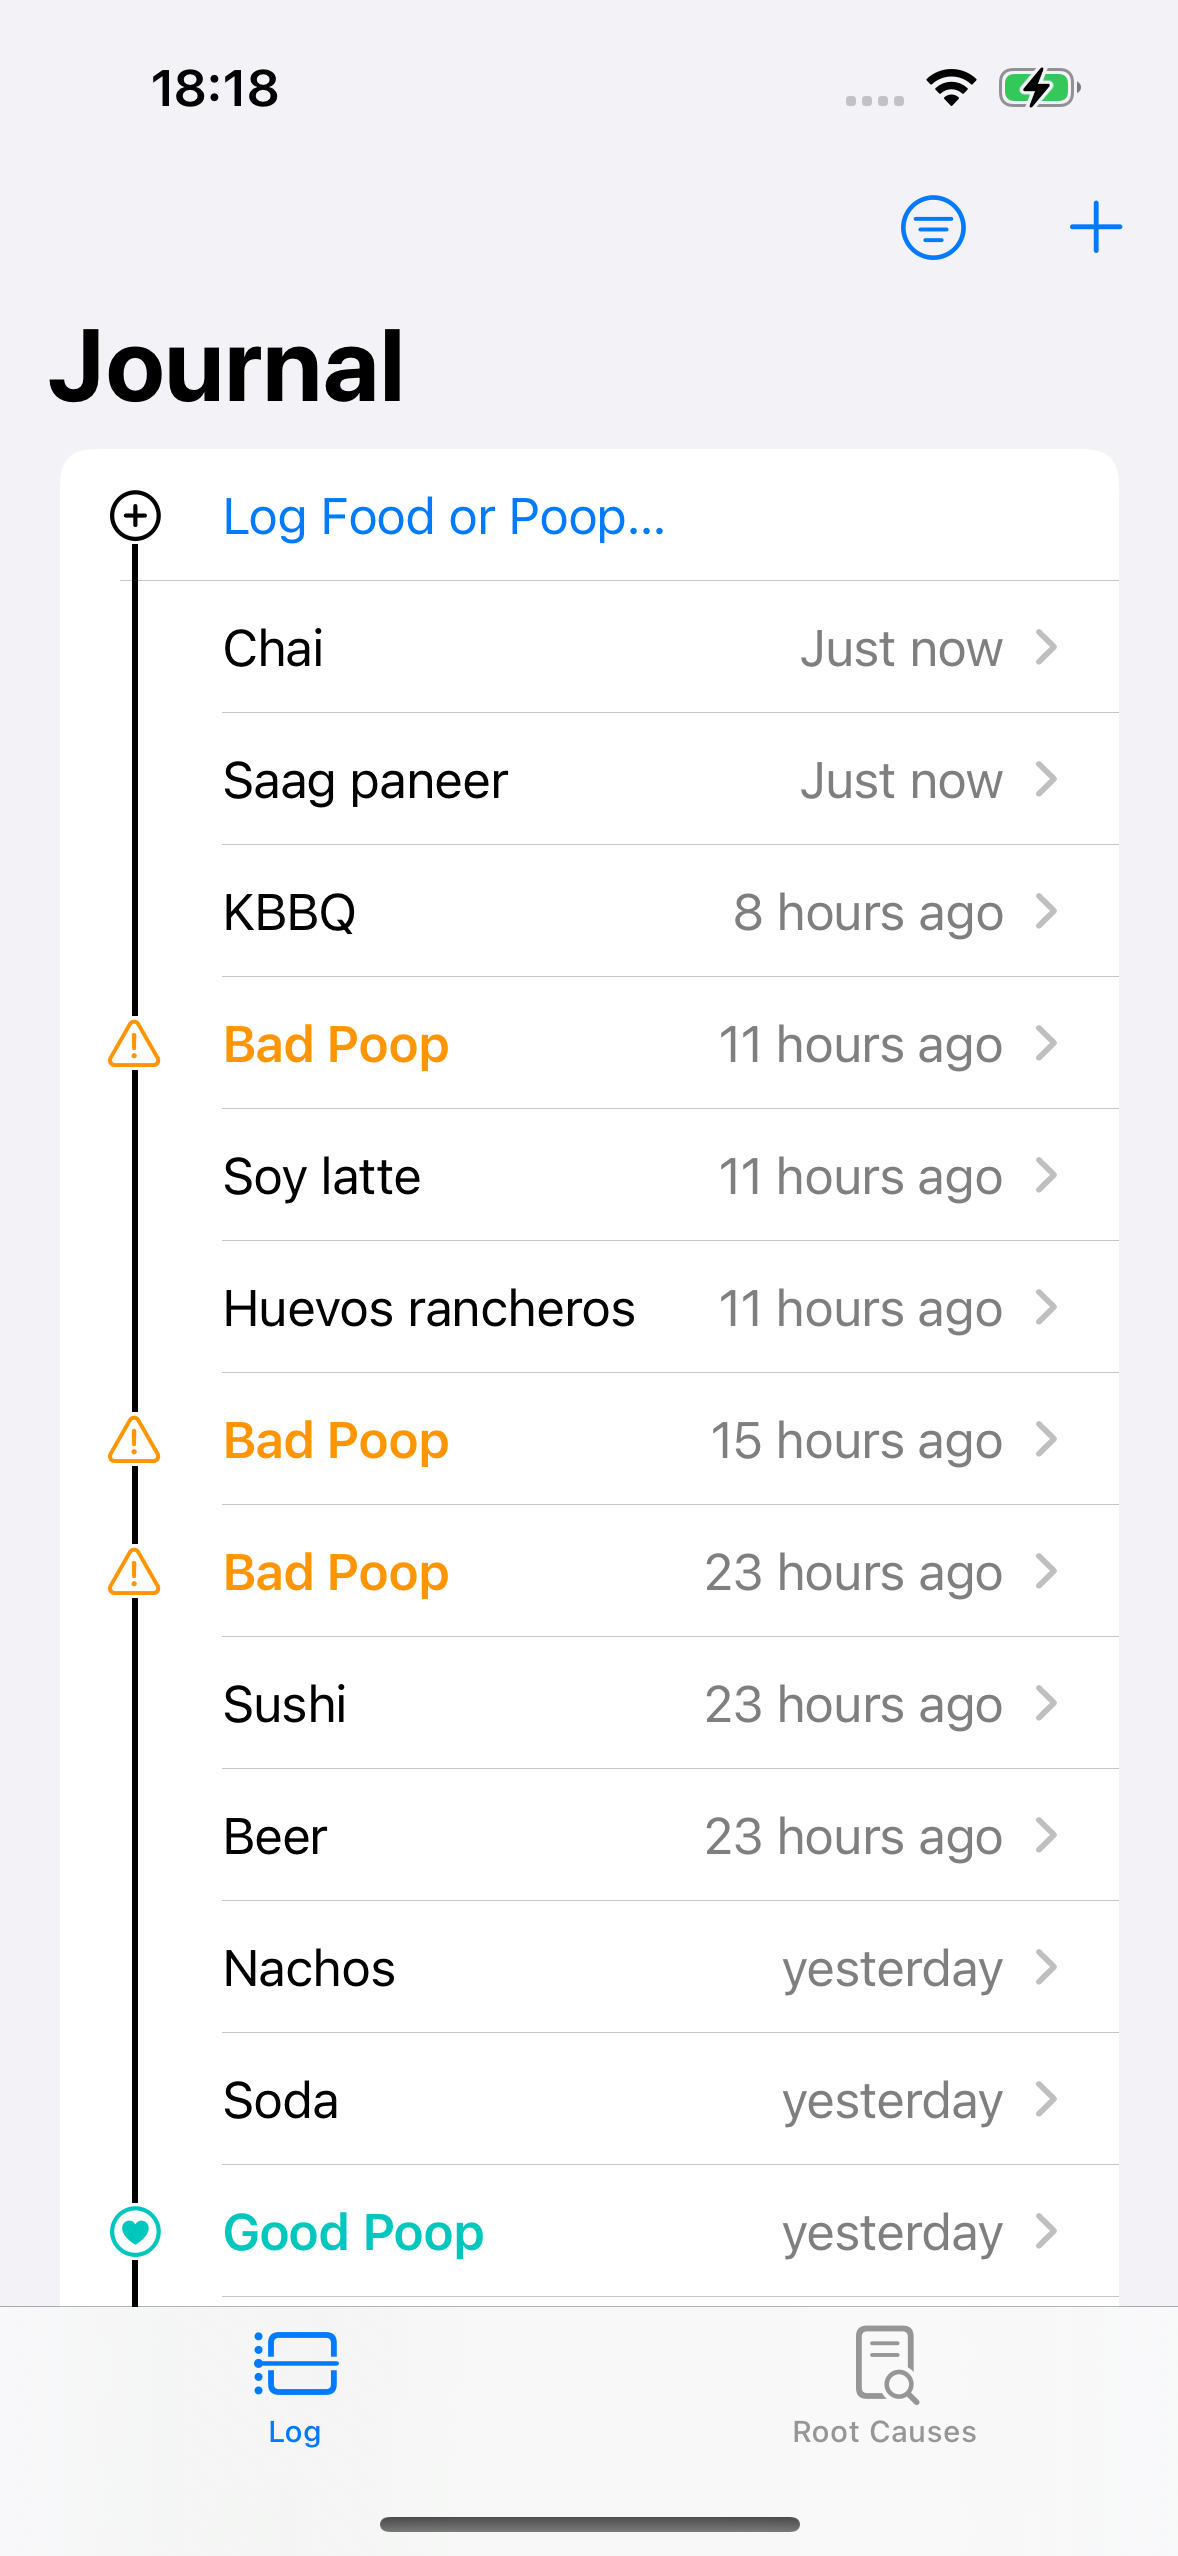 18:18
Journal
Log Food or Poop...
Chai Just now
Saag paneer Just now
KBBQ 8 hours ago
Bad Poop 11 hours ago
Soy latte 11 hours ago
Huevos rancheros 11 hours ago
Bad Poop 15 hours ago
Bad Poop 23 hours ago
Sushi 23 hours ago
Beer 23 hours ago
Nachos yesterday
Soda yesterday
Good Poop yesterday
Log Root Causes